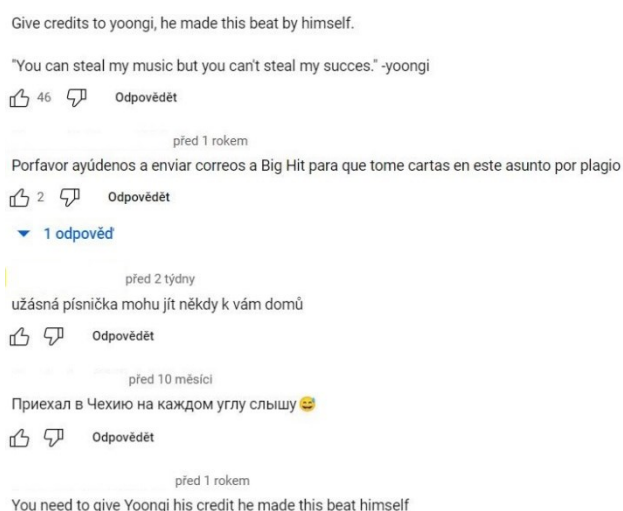 Give credits to yoongi, he made this beat by himself.
"You can steal my music but you can't steal my succes." -yoongi
46 Odpovědět
před 1 rokem
Porfavor ayúdenos a enviar correos a Big Hit para que tome cartas en este asunto por plagio
2 Odpovědět
1 odpověď
před 2 týdny
užásná písnička mohu jít někdy k vám domů
Odpovědět
před 10 měsíci
Приехал в Чехию на каждом углу слышу😅
Odpovědět
před 1 rokem
You need to give Yoongi his credit he made this beat himself